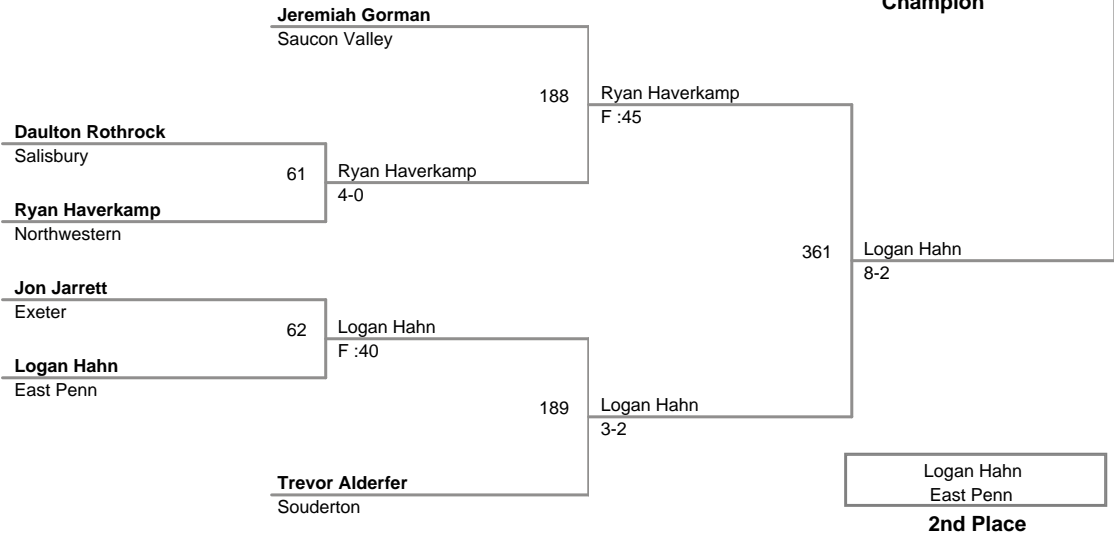 Champion
Jeremiah Gorman
Saucon Valley
188
Ryan Haverkamp
F :45
Daulton Rothrock
Salisbury
61
Ryan Haverkamp
4-0
Ryan Haverkamp
Northwestern
361
Logan Hahn
8-2
Jon Jarrett
Exeter
62
Logan Hahn
F :40
Logan Hahn
East Penn
189
Logan Hahn
3-2
Trevor Alderfer
Souderton
Logan Hahn
East Penn
2nd Place